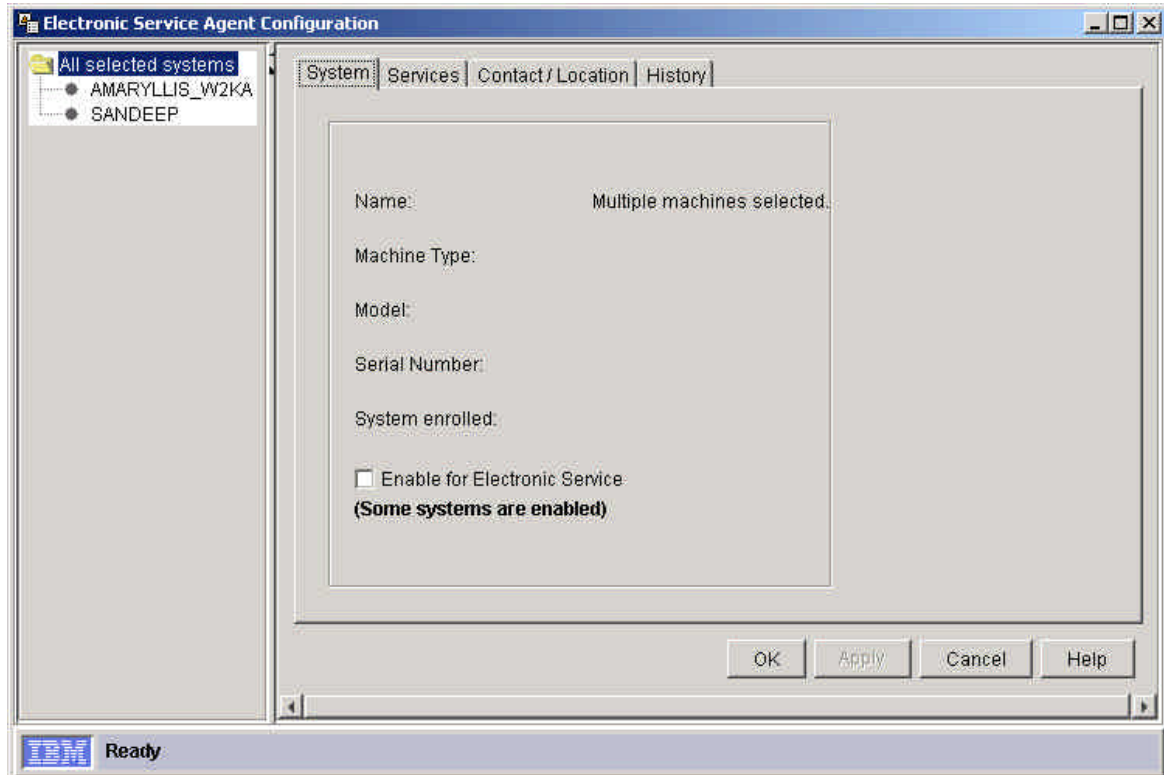 Electronic Service Agent Configuration
All selected systems
AMARYLLIS_W2KA
SANDEEP
System Services Contact / Location History
Name: Multiple machines selected.
Machine Type:
Model:
Serial Number:
System enrolled:
Enable for Electronic Service
(Some systems are enabled)
OK Apply Cancel Help
IBM Ready